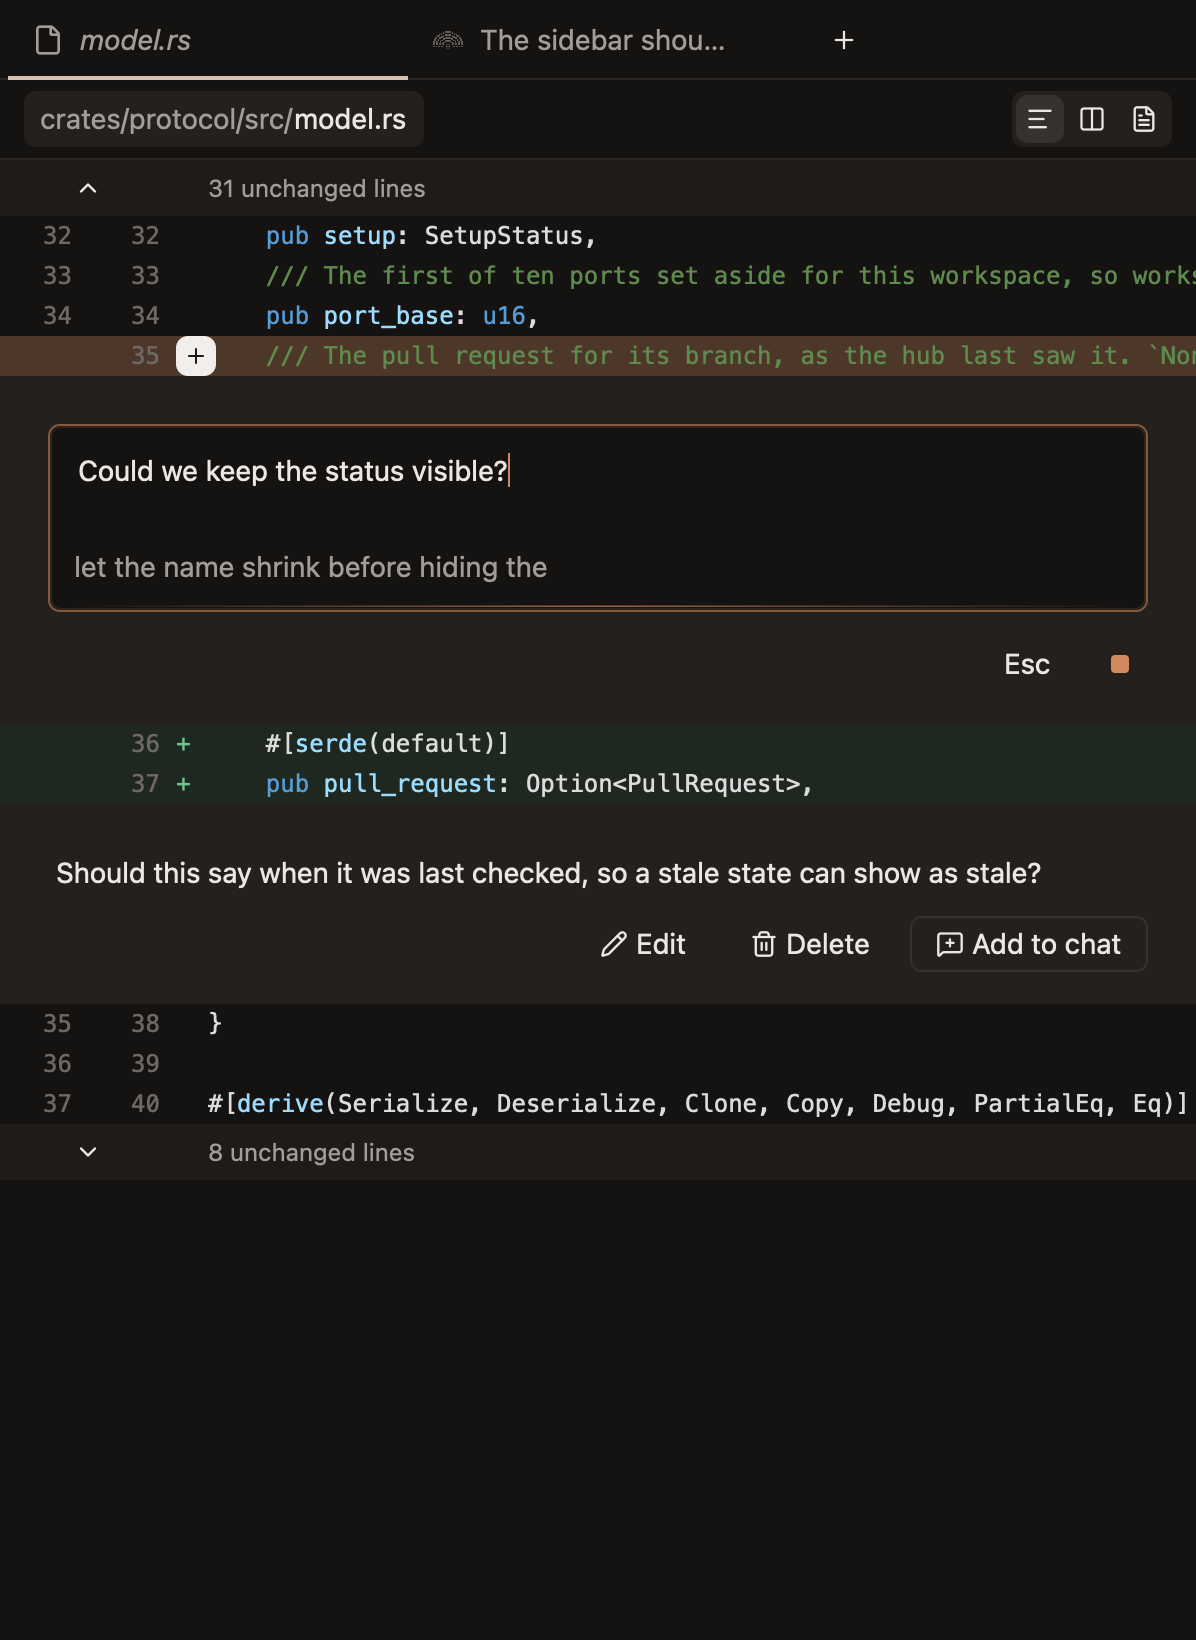 model.rs
The sidebar shou...
+
crates/protocol/src/model.rs
31 unchanged lines
32 32 pub setup: SetupStatus,
33 33 /// The first of ten ports set aside for this workspace, so works
34 34 pub port_base: u16,
35 + /// The pull request for its branch, as the hub last saw it. `Non
Could we keep the status visible?
let the name shrink before hiding the
Esc
36 + #[serde(default)]
37 + pub pull_request: Option<PullRequest>,
Should this say when it was last checked, so a stale state can show as stale?
Edit Delete Add to chat
35 38 }
36 39
37 40 #[derive(Serialize, Deserialize, Clone, Copy, Debug, PartialEq, Eq)]
8 unchanged lines